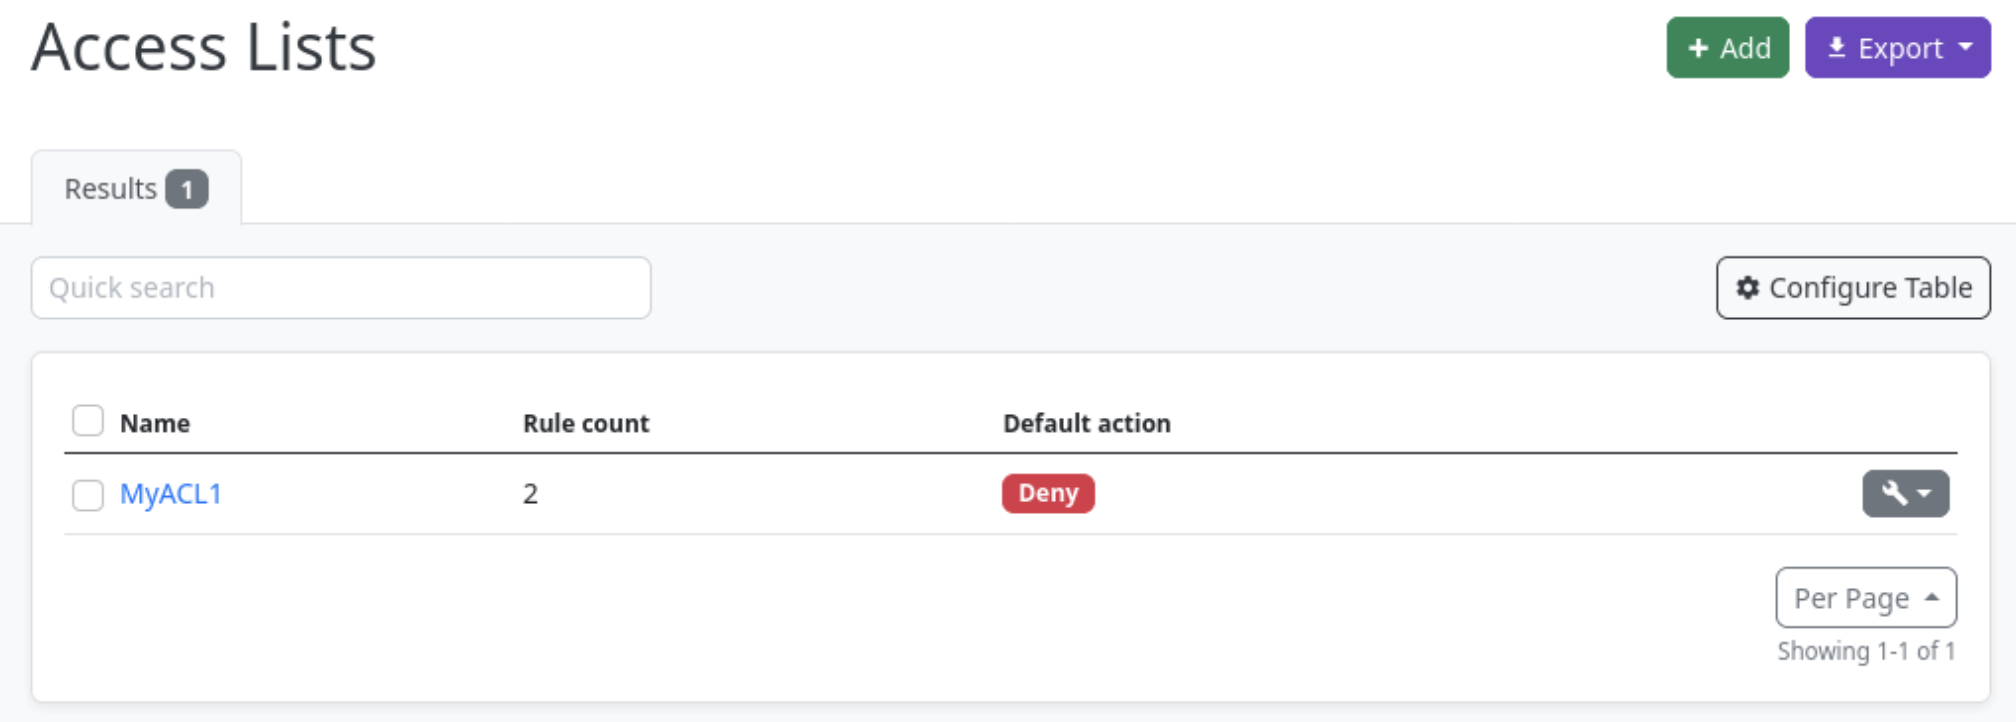 Access Lists
+ Add
Export
Results 1
Quick search
Configure Table
Name Rule count Default action
MyACL1 2 Deny
Per Page
Showing 1-1 of 1